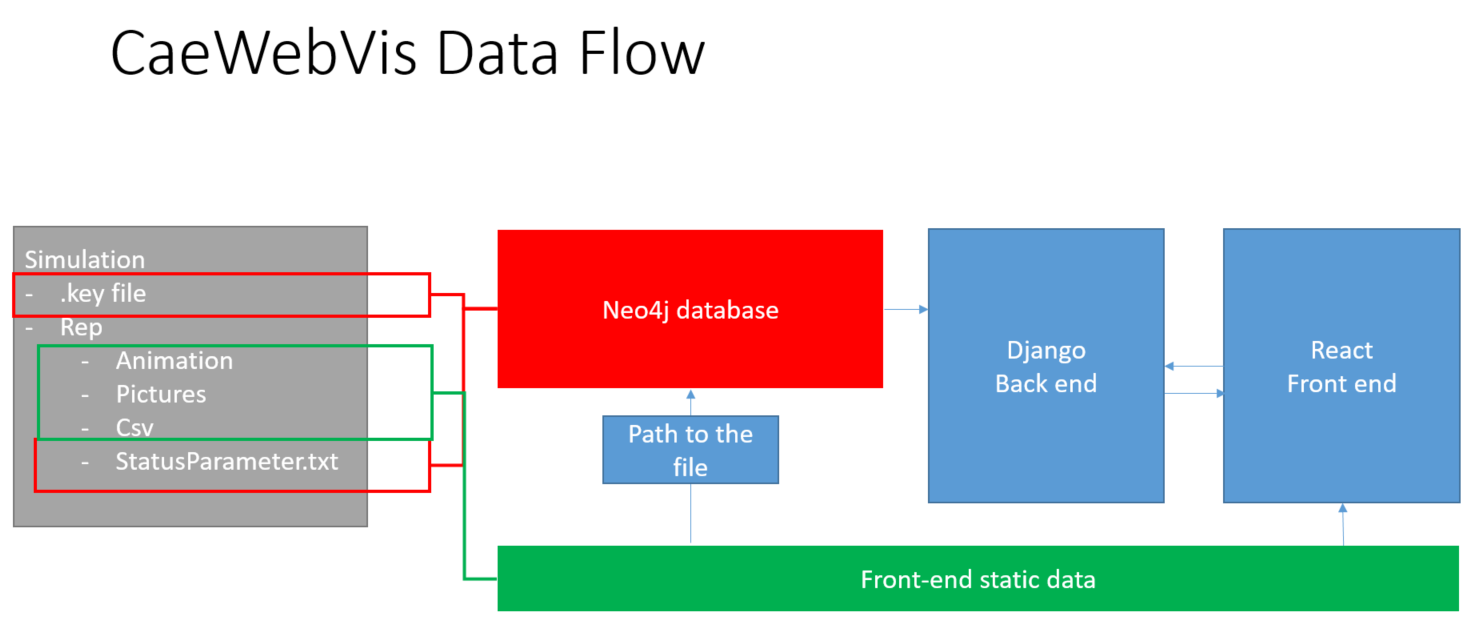 CaeWebVis Data Flow
Simulation
- .key file
- Rep
- Animation
- Pictures
- Csv
- StatusParameter.txt
Neo4j database
Path to the
file
Django
Back end
React
Front end
Front-end static data